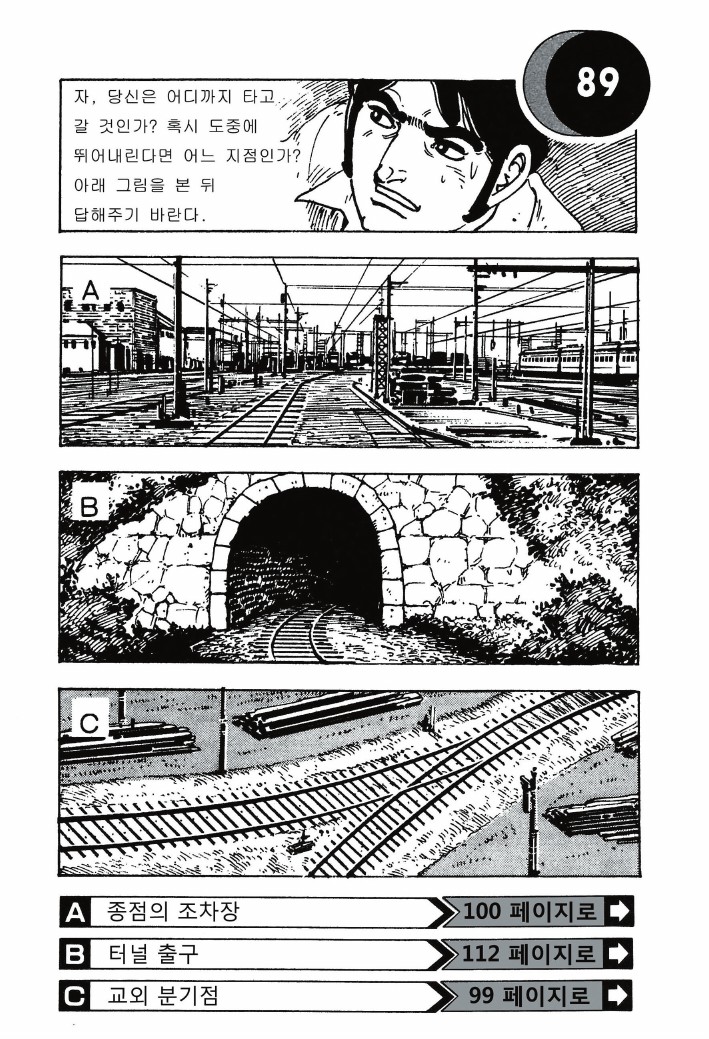 89
자, 당신은 어디까지 타고
갈 것인가? 혹시 도중에
뛰어내린다면 어느 지점인가?
아래 그림을 본 뒤
답해주기 바란다.
A
B
C
A 종점의 조차장 100 페이지로
B 터널 출구 112 페이지로
C 교외 분기점 99 페이지로